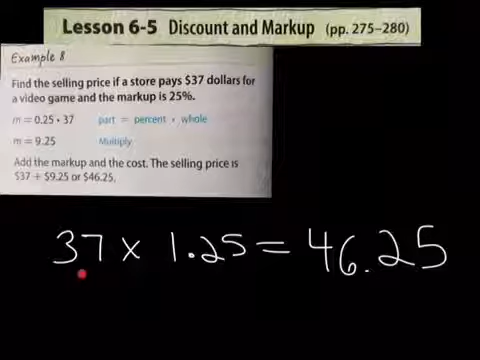 Lesson 6-5 Discount and Markup (pp. 275–280)
Example 8
Find the selling price if a store pays $37 dollars for
a video game and the markup is 25%.
m = 0.25 • 37 part = percent • whole
m = 9.25 Multiply
Add the markup and the cost. The selling price is
$37 + $9.25 or $46.25.
37 x 1.25 = 46.25